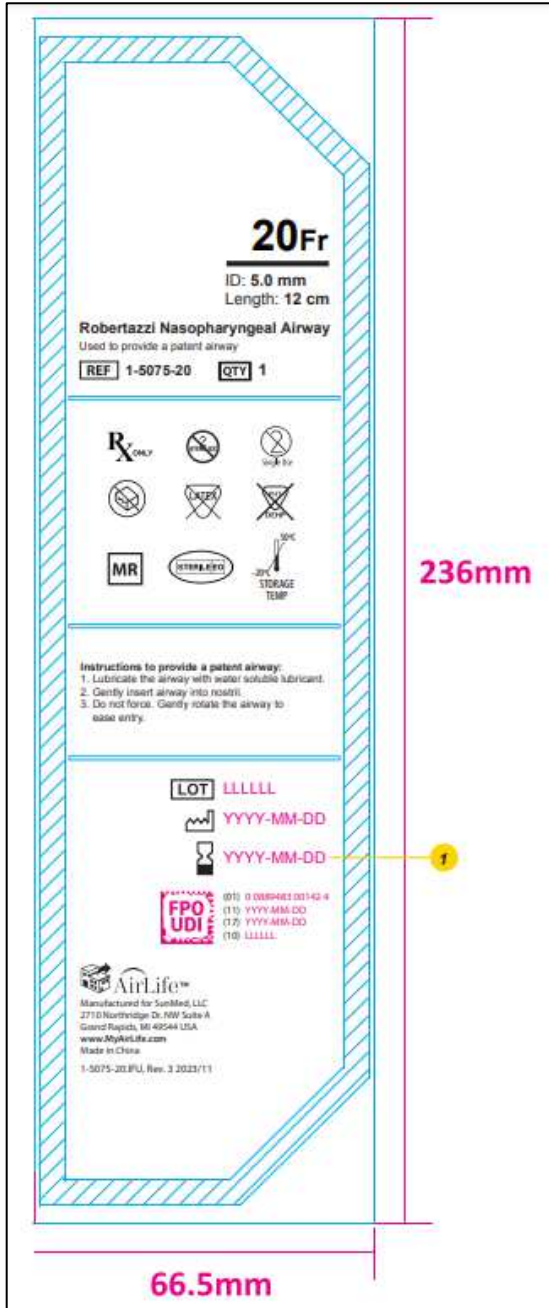 20Fr
ID: 5.0 mm
Length: 12 cm
Robertazzi Nasopharyngeal Airway
Used to provide a patent airway
REF 1-5075-20 QTY 1
Rx ONLY
2
Single Use
LATEX
DEHP
MR
STERILE EO
50°C
-20°C
STORAGE
TEMP
236mm
Instructions to provide a patent airway:
1. Lubricate the airway with water soluble lubricant.
2. Gently insert airway into nostril.
3. Do not force. Gently rotate the airway to
ease entry.
LOT LLLLLL
YYYY-MM-DD
YYYY-MM-DD 1
FPO
UDI
(01) 0 0889483 00142 4
(11) YYYY-MM-DD
(17) YYYY-MM-DD
(10) LLLLLL
AirLife™
Manufactured for SunMed, LLC
2710 Northridge Dr. NW Suite A
Grand Rapids, MI 49544 USA
www.MyAirLife.com
Made in China
1-5075-20.IFU, Rev. 3 2023/11
66.5mm